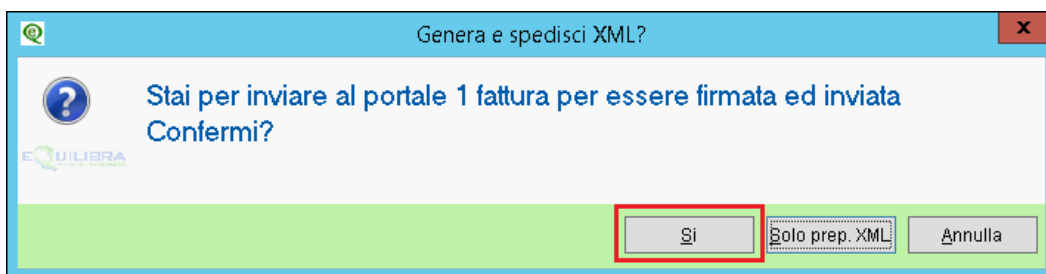 Genera e spedisci XML?
x
Stai per inviare al portale 1 fattura per essere firmata ed inviata
Confermi?
EQUILIBRA
Si
Solo prep. XML
Annulla